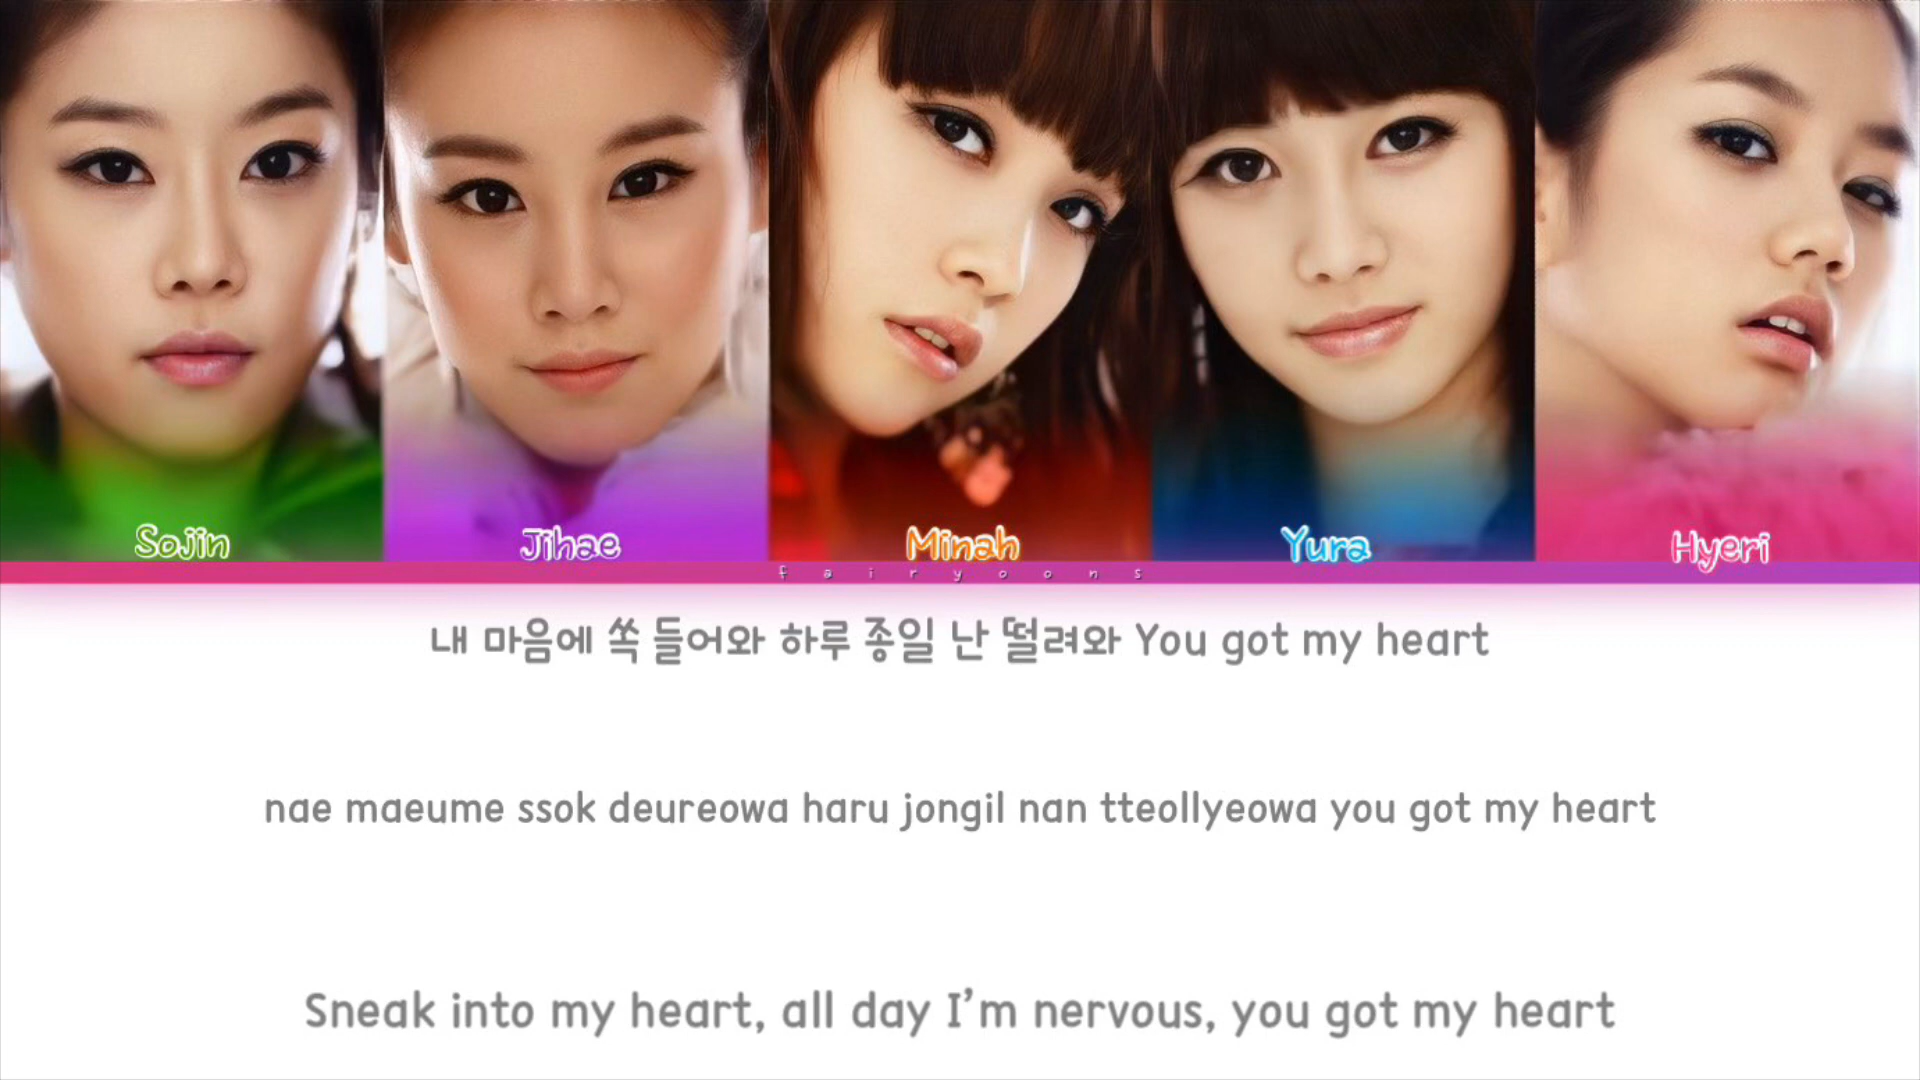 Sojin
Jihae
Minah
Yura
Hyeri
fairyoons
내 마음에 쏙 들어와 하루 종일 난 떨려와 You got my heart
nae maeume ssok deureowa haru jongil nan tteollyeowa you got my heart
Sneak into my heart, all day I'm nervous, you got my heart